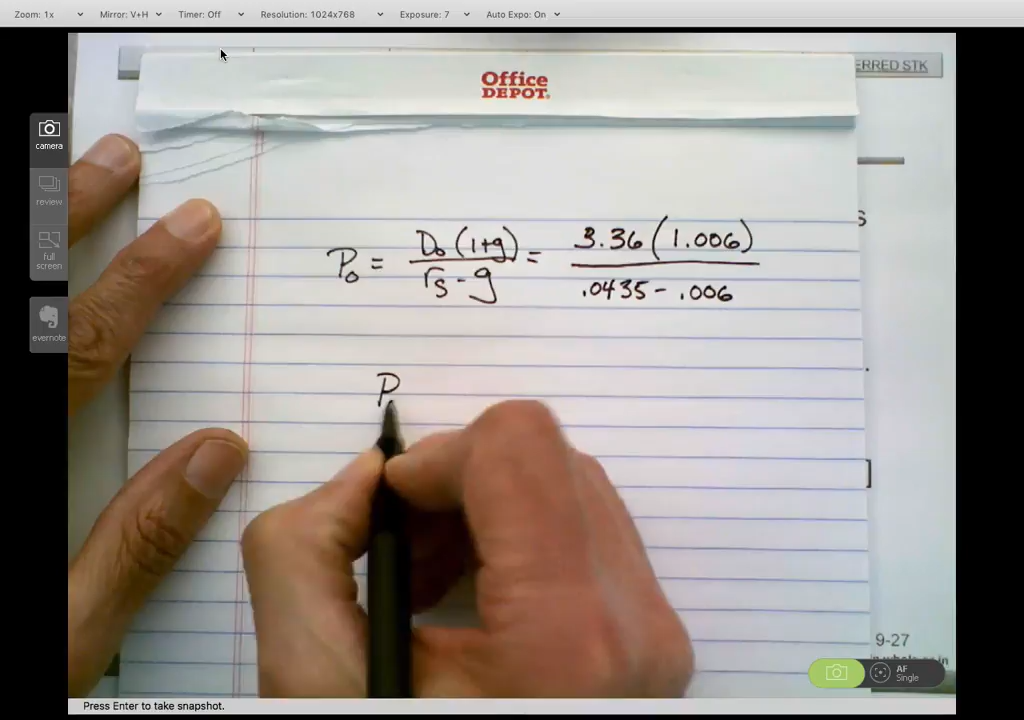 Zoom: 1x Mirror: V+H Timer: Off Resolution: 1024x768 Exposure: 7 Auto Expo: On
ERRED STK
Office
DEPOT.
camera
review
full
screen
evernote
P₀ = D₀ (1+g) / rs - g = 3.36 (1.006) / .0435 - .006
P
9-27
AF
Single
Press Enter to take snapshot.